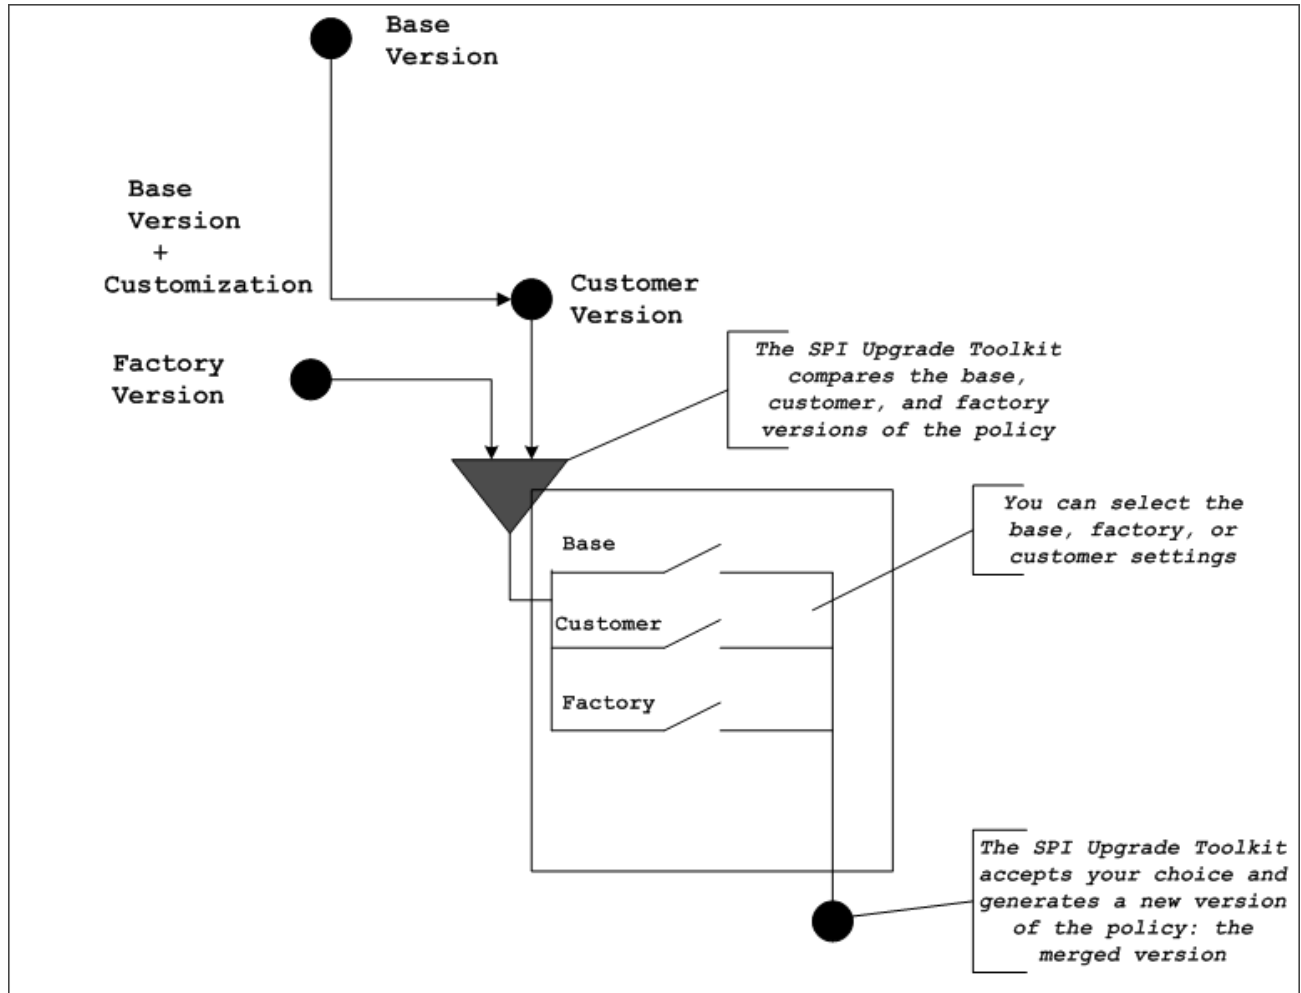 Base
Version
Base
Version
+
Customization
Customer
Version
Factory
Version
The SPI Upgrade Toolkit
compares the base,
customer, and factory
versions of the policy
You can select the
base, factory, or
customer settings
Base
Customer
Factory
The SPI Upgrade Toolkit
accepts your choice and
generates a new version
of the policy: the
merged version